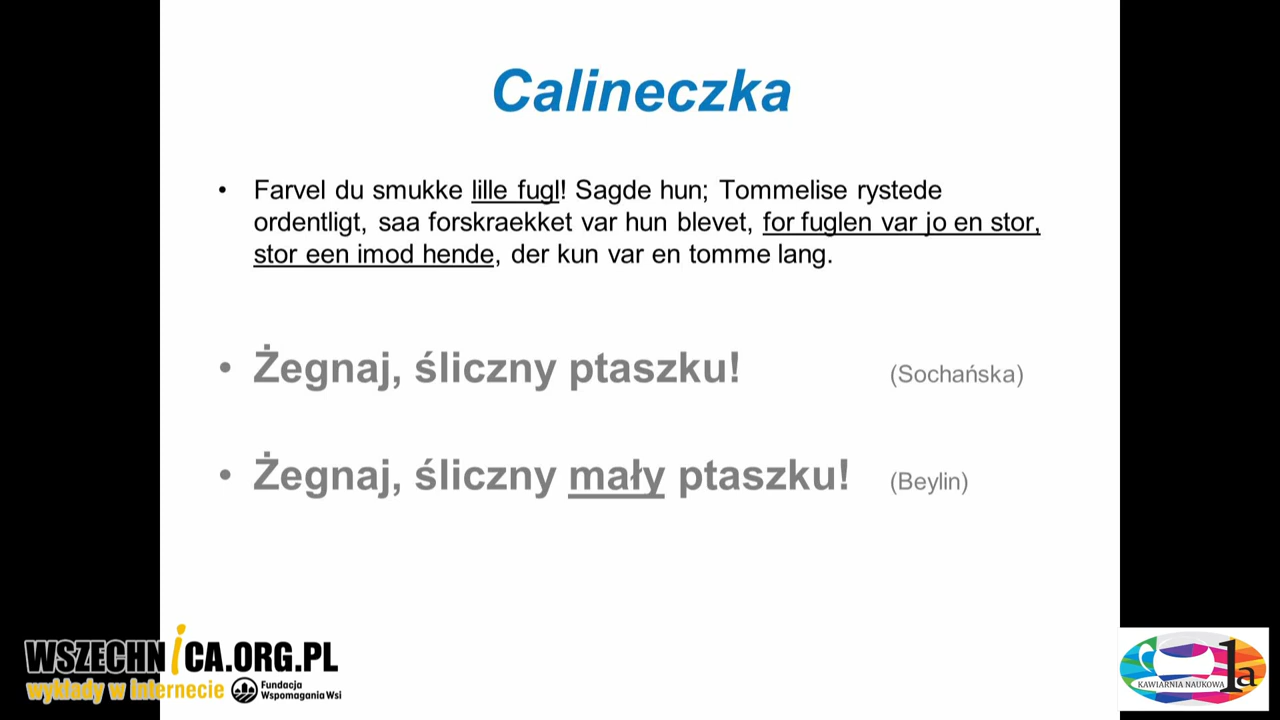 Calineczka
• Farvel du smukke lille fugl! Sagde hun; Tommelise rystede
ordentligt, saa forskraekket var hun blevet, for fuglen var jo en stor,
stor een imod hende, der kun var en tomme lang.
• Żegnaj, śliczny ptaszku! (Sochańska)
• Żegnaj, śliczny mały ptaszku! (Beylin)
WSZECHNiCA.ORG.PL
wykłady w internecie
Fundacja
Wspomagania Wsi
KAWIARNIA NAUKOWA 1a